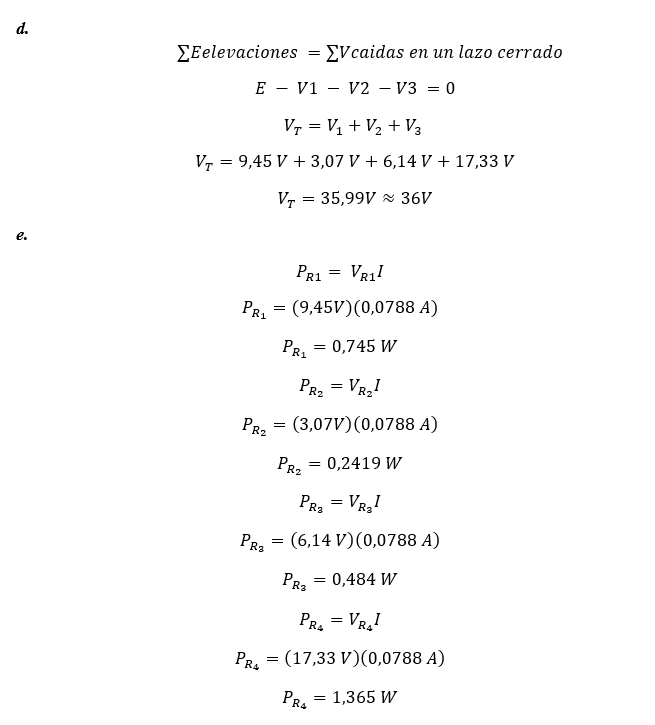 d.
∑Eelevaciones = ∑Vcaidas en un lazo cerrado
E − V1 − V2 − V3 = 0
V_T = V_1 + V_2 + V_3
V_T = 9,45 V + 3,07 V + 6,14 V + 17,33 V
V_T = 35,99V ≈ 36V
e.
P_{R1} = V_{R1}I
P_{R_1} = (9,45V)(0,0788 A)
P_{R_1} = 0,745 W
P_{R_2} = V_{R_2}I
P_{R_2} = (3,07V)(0,0788 A)
P_{R_2} = 0,2419 W
P_{R_3} = V_{R_3}I
P_{R_3} = (6,14 V)(0,0788 A)
P_{R_3} = 0,484 W
P_{R_4} = V_{R_4}I
P_{R_4} = (17,33 V)(0,0788 A)
P_{R_4} = 1,365 W